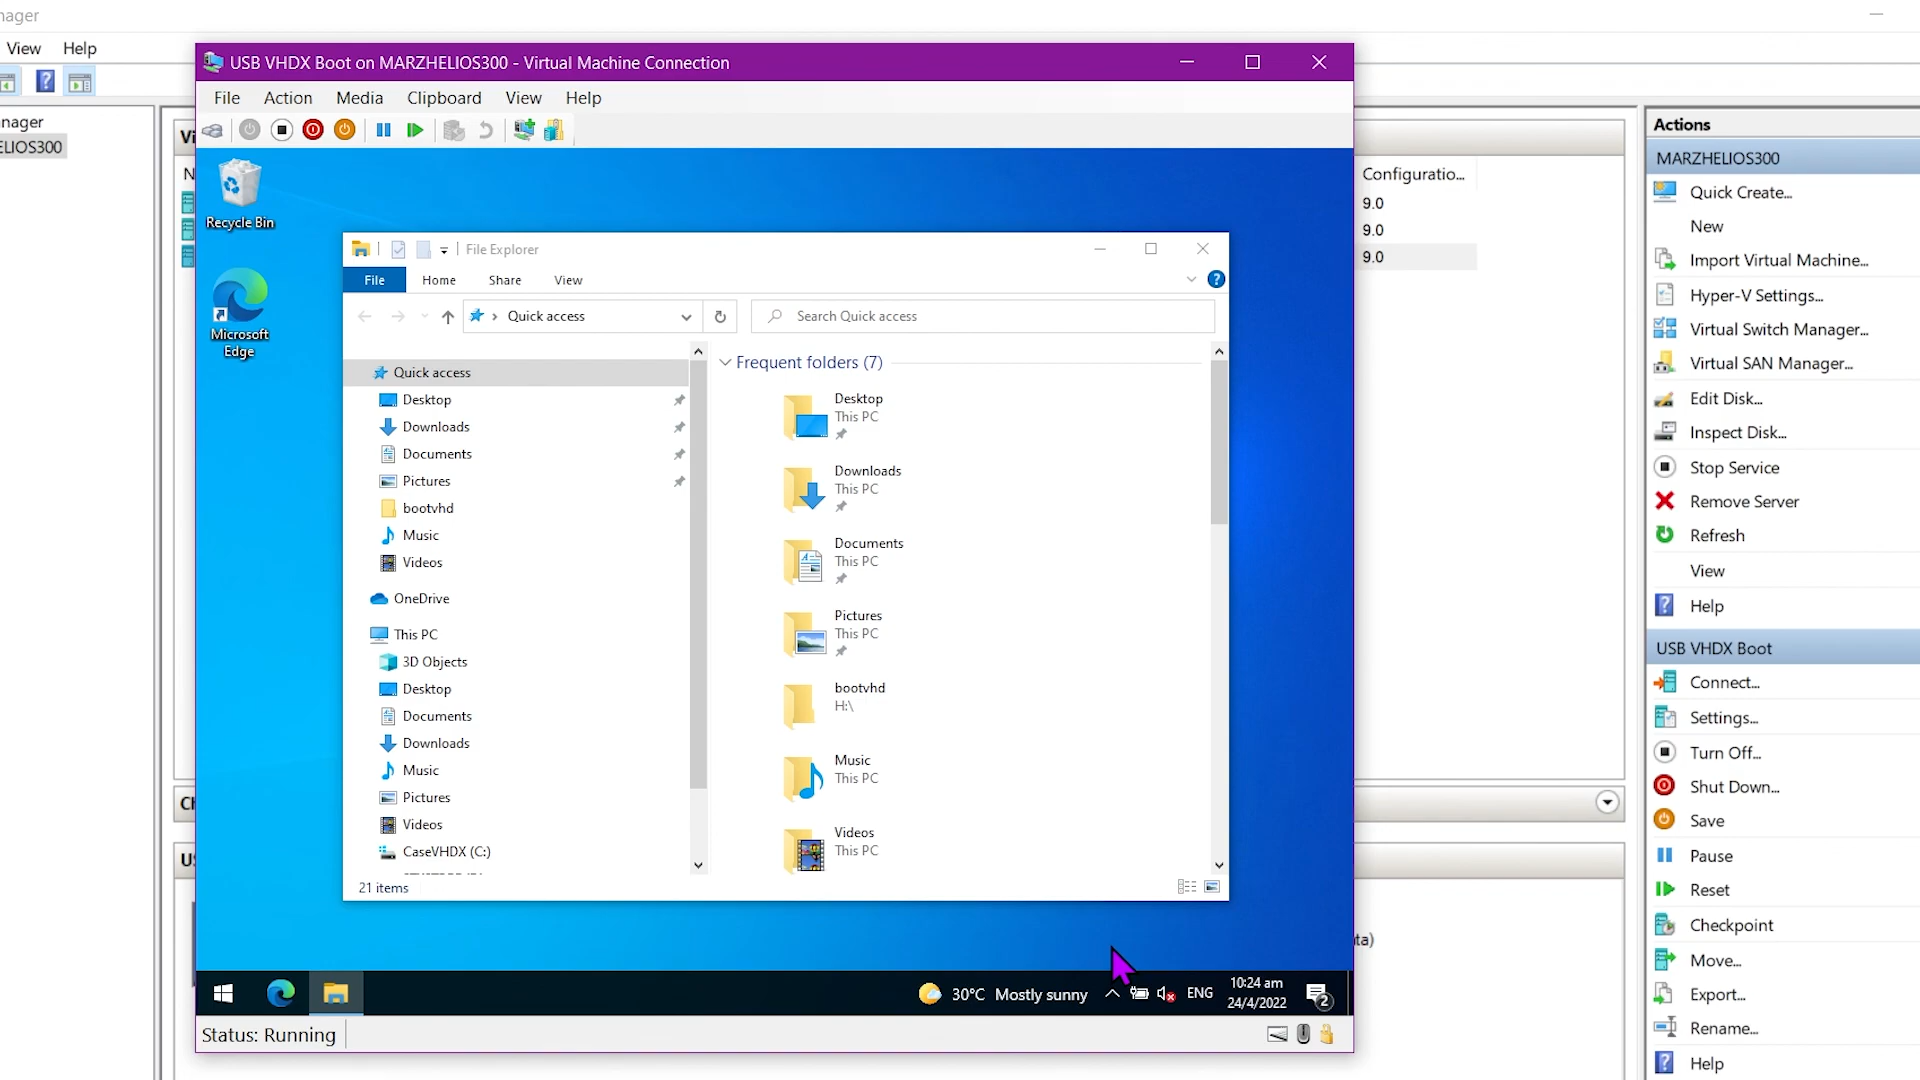 nager
View Help
nager
ELIOS300
USB VHDX Boot on MARZHELIOS300 - Virtual Machine Connection
File Action Media Clipboard View Help
Recycle Bin
Microsoft
Edge
File Explorer
File Home Share View
Quick access
Search Quick access
Quick access
Desktop
Downloads
Documents
Pictures
bootvhd
Music
Videos
OneDrive
This PC
3D Objects
Desktop
Documents
Downloads
Music
Pictures
Videos
CaseVHDX (C:)
Frequent folders (7)
Desktop
This PC
Downloads
This PC
Documents
This PC
Pictures
This PC
bootvhd
H:\
Music
This PC
Videos
This PC
21 items
30°C Mostly sunny
ENG
10:24 am
24/4/2022
2
Status: Running
Configuratio...
9.0
9.0
9.0
ta)
Actions
MARZHELIOS300
Quick Create...
New
Import Virtual Machine...
Hyper-V Settings...
Virtual Switch Manager...
Virtual SAN Manager...
Edit Disk...
Inspect Disk...
Stop Service
Remove Server
Refresh
View
Help
USB VHDX Boot
Connect...
Settings...
Turn Off...
Shut Down...
Save
Pause
Reset
Checkpoint
Move...
Export...
Rename...
Help